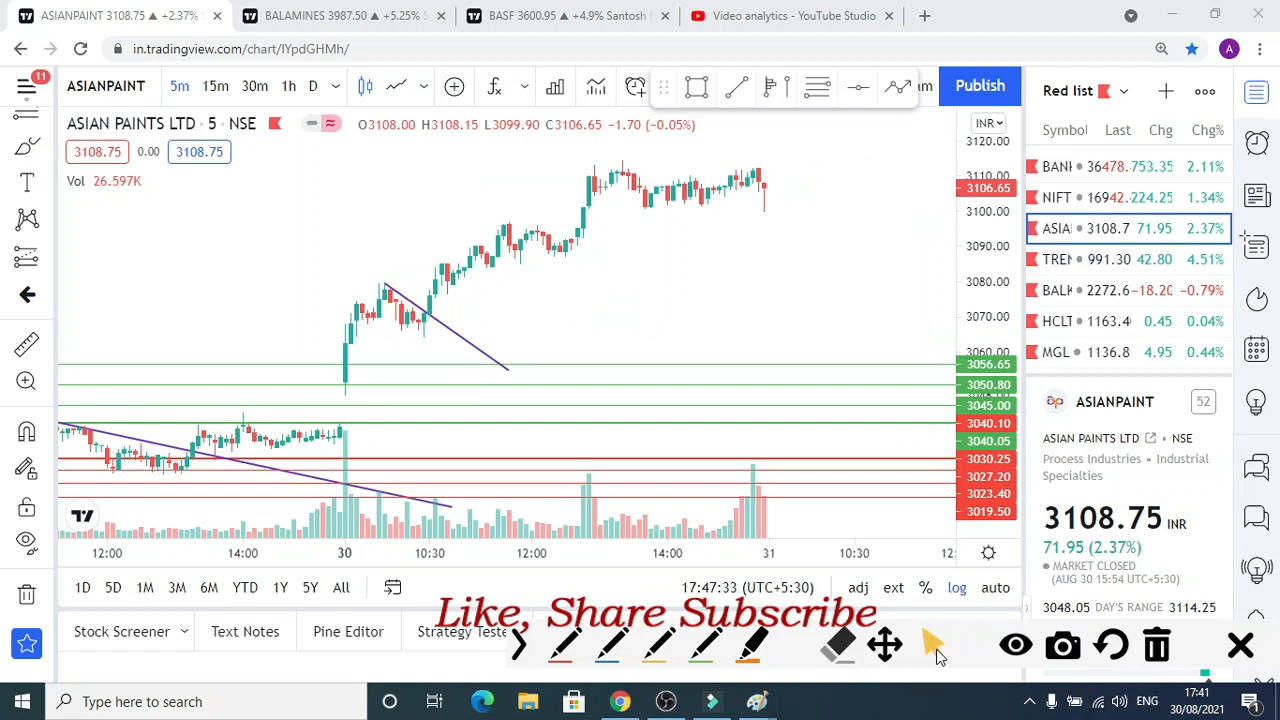 ASIANPAINT 3108.75 ▲ +2.37% ×
BALAMINES 3987.50 ▲ +5.25% S ×
BASF 3600.95 ▲ +4.9% Santosh ×
Video analytics - YouTube Studio ×
in.tradingview.com/chart/IYpdGHMh/
A
11
ASIANPAINT 5m 15m 30m 1h D
Publish
Red list
ASIAN PAINTS LTD · 5 · NSE
O3108.00 H3108.15 L3099.90 C3106.65 -1.70 (-0.05%)
INR
3108.75 0.00 3108.75
Vol 26.597K
3120.00
3110.00
3106.65
3100.00
3090.00
3080.00
3070.00
3060.00
3056.65
3050.80
3045.00
3040.10
3040.05
3030.25
3027.20
3023.40
3019.50
Symbol Last Chg Chg%
BANK 36478. 753.35 2.11%
NIFT 16942. 224.25 1.34%
ASIA 3108.7 71.95 2.37%
TREN 991.30 42.80 4.51%
BALK 2272.6 -18.20 -0.79%
HCLT 1163.4 0.45 0.04%
MGL 1136.8 4.95 0.44%
ASIANPAINT 52
ASIAN PAINTS LTD • NSE
Process Industries • Industrial
Specialties
3108.75 INR
71.95 (2.37%)
MARKET CLOSED
(AUG 30 15:54 UTC+5:30)
3048.05 DAY'S RANGE 3114.25
12:00 14:00 30 10:30 12:00 14:00 31 10:30 12:
1D 5D 1M 3M 6M YTD 1Y 5Y All
17:47:33 (UTC+5:30) adj ext % log auto
Like, Share Subscribe
Stock Screener Text Notes Pine Editor Strategy Teste
Type here to search
ENG
17:41
30/08/2021
1